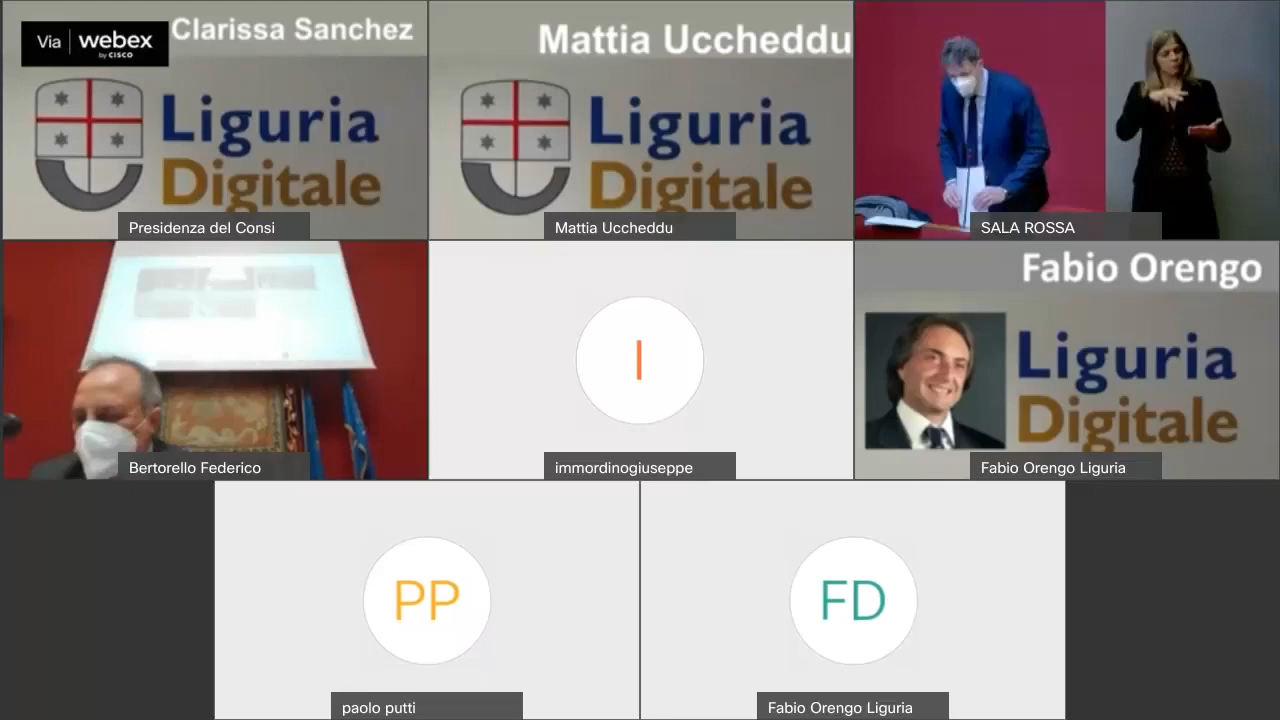 Via webex
by CISCO
Clarissa Sanchez
Liguria
Digitale
Presidenza del Consi
Mattia Uccheddu
Liguria
Digitale
Mattia Uccheddu
SALA ROSSA
Bertorello Federico
I
immordinogiuseppe
Fabio Orengo
Liguria
Digitale
Fabio Orengo Liguria
PP
paolo putti
FD
Fabio Orengo Liguria